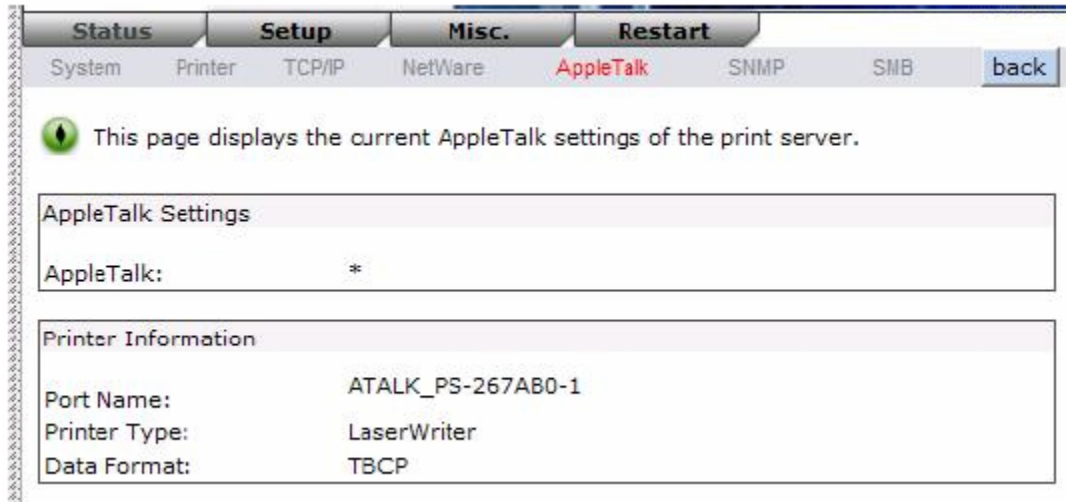 Status Setup Misc. Restart
System Printer TCP/IP NetWare AppleTalk SNMP SMB back
This page displays the current AppleTalk settings of the print server.
AppleTalk Settings
AppleTalk: *
Printer Information
Port Name: ATALK_PS-267AB0-1
Printer Type: LaserWriter
Data Format: TBCP